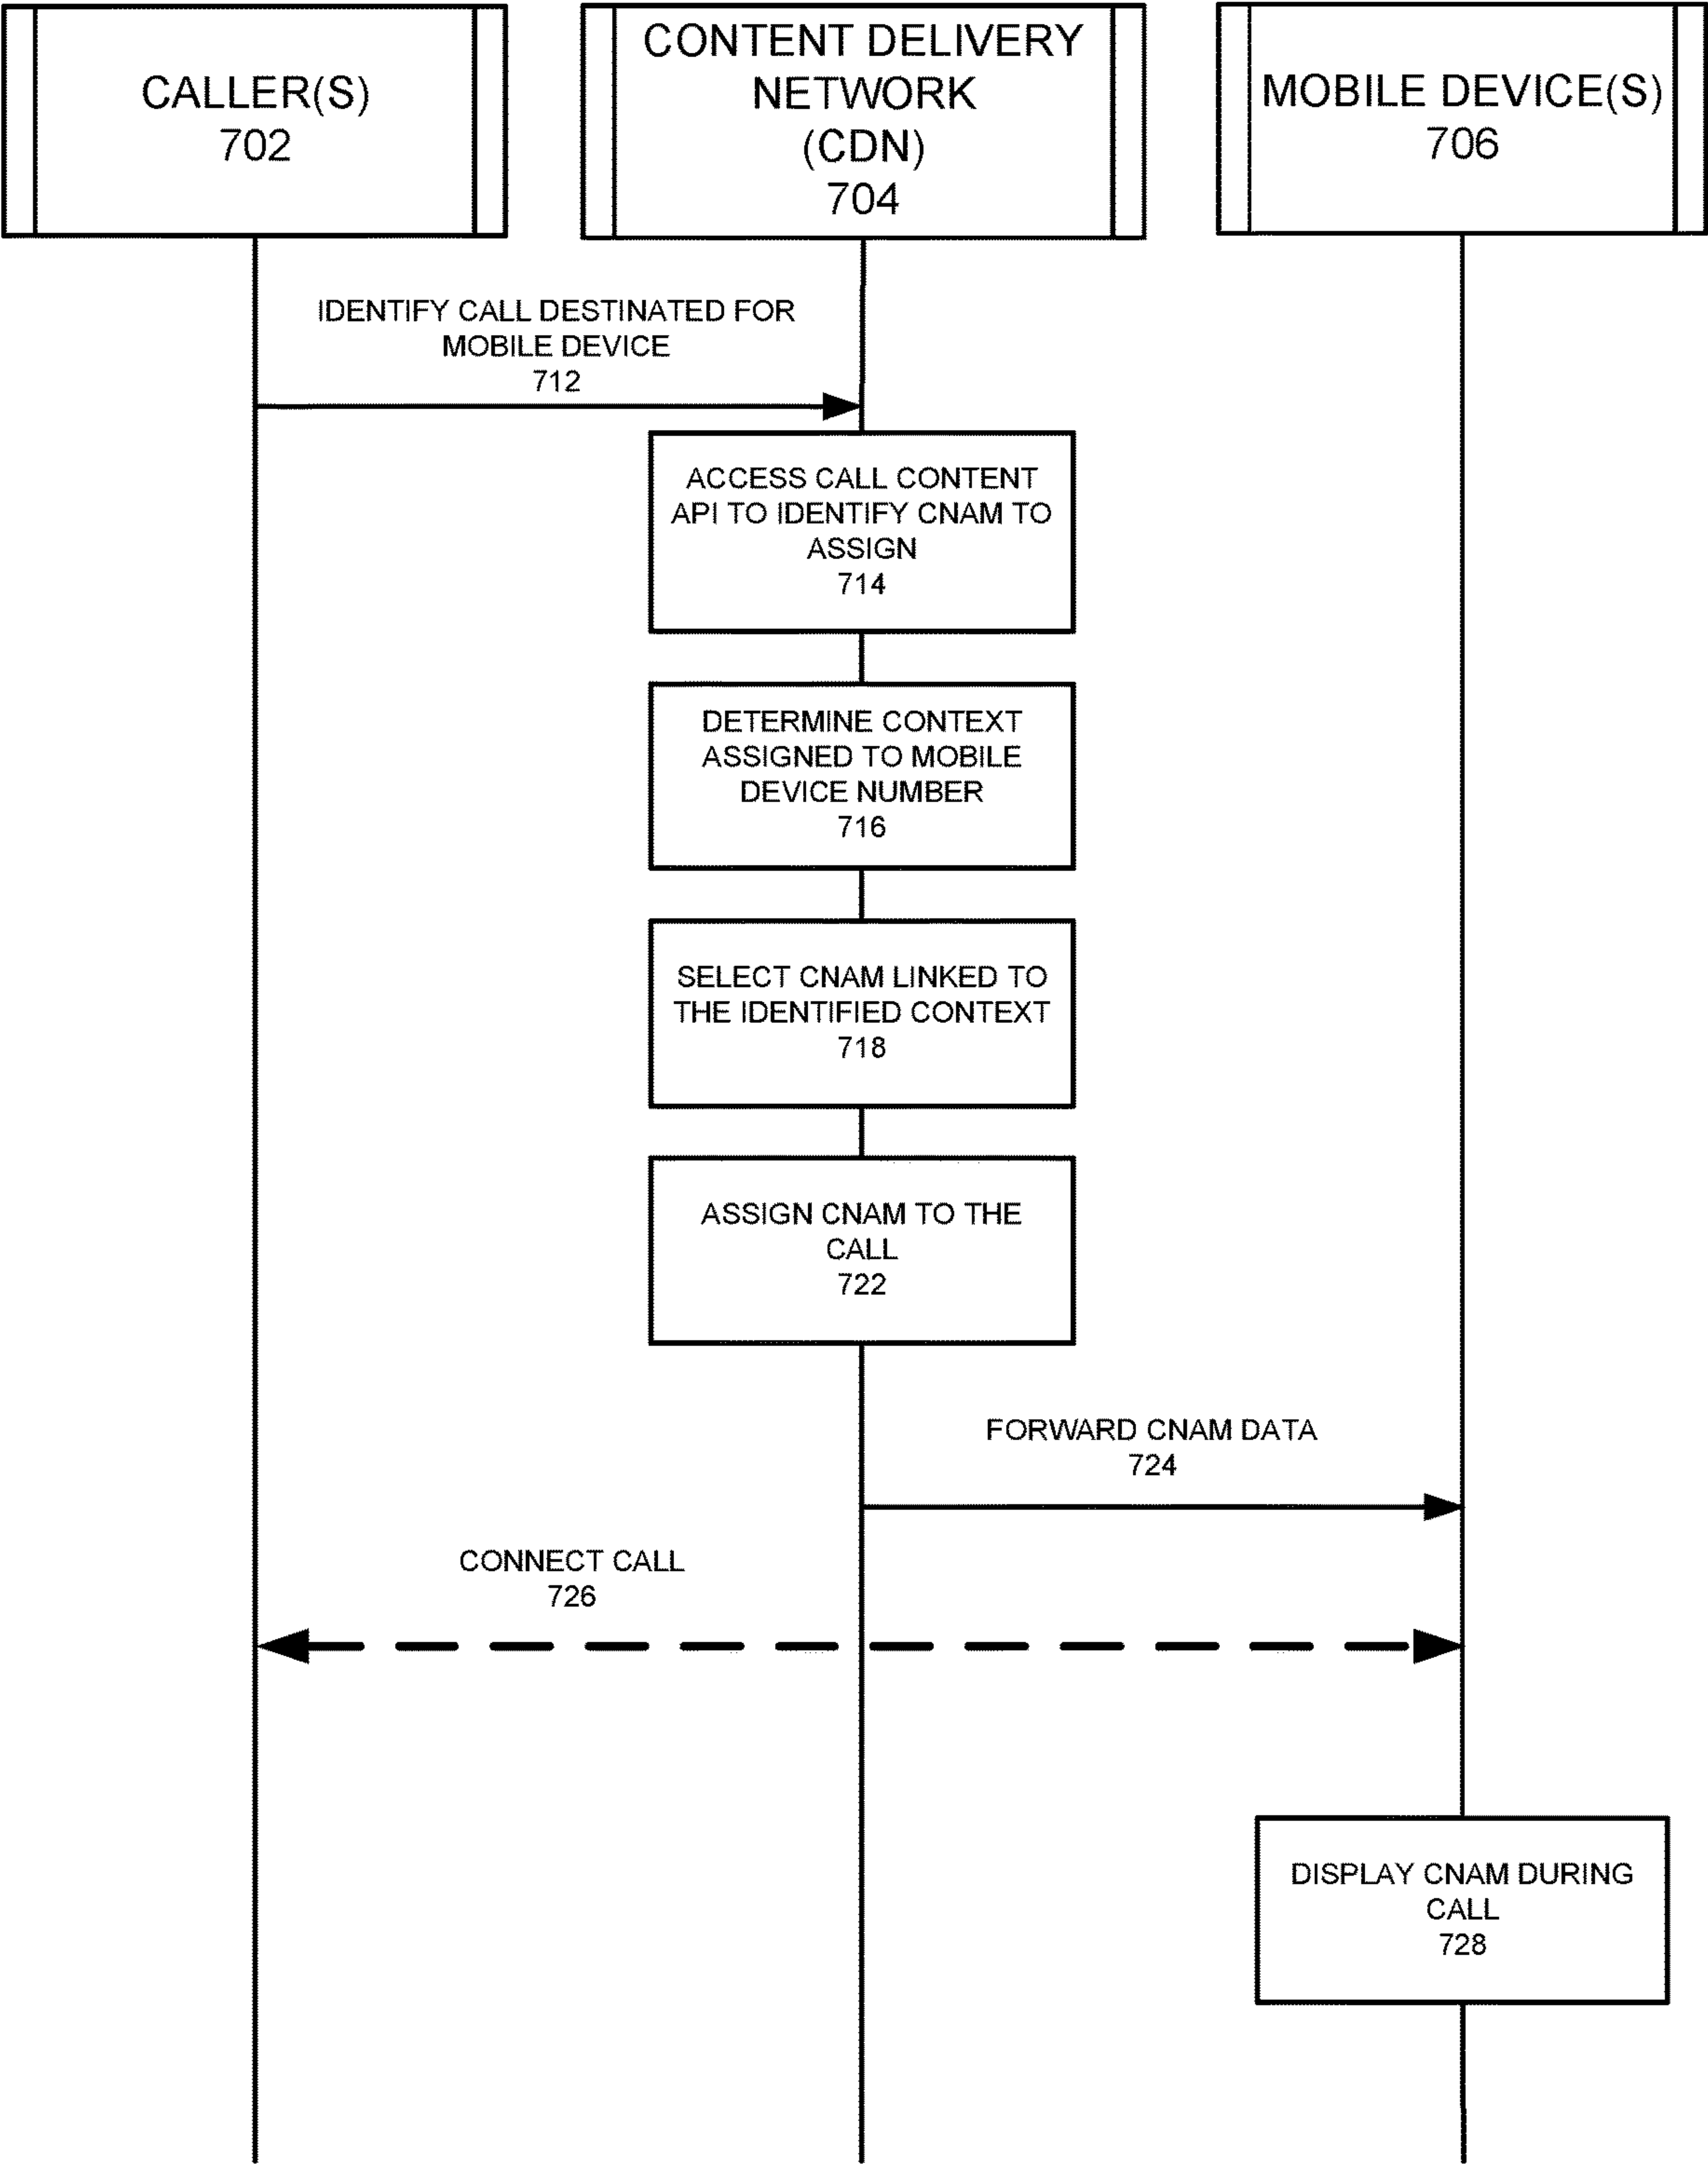 CALLER(S)
702
CONTENT DELIVERY
NETWORK
(CDN)
704
MOBILE DEVICE(S)
706
IDENTIFY CALL DESTINATED FOR
MOBILE DEVICE
712
ACCESS CALL CONTENT
API TO IDENTIFY CNAM TO
ASSIGN
714
DETERMINE CONTEXT
ASSIGNED TO MOBILE
DEVICE NUMBER
716
SELECT CNAM LINKED TO
THE IDENTIFIED CONTEXT
718
ASSIGN CNAM TO THE
CALL
722
FORWARD CNAM DATA
724
CONNECT CALL
726
DISPLAY CNAM DURING
CALL
728